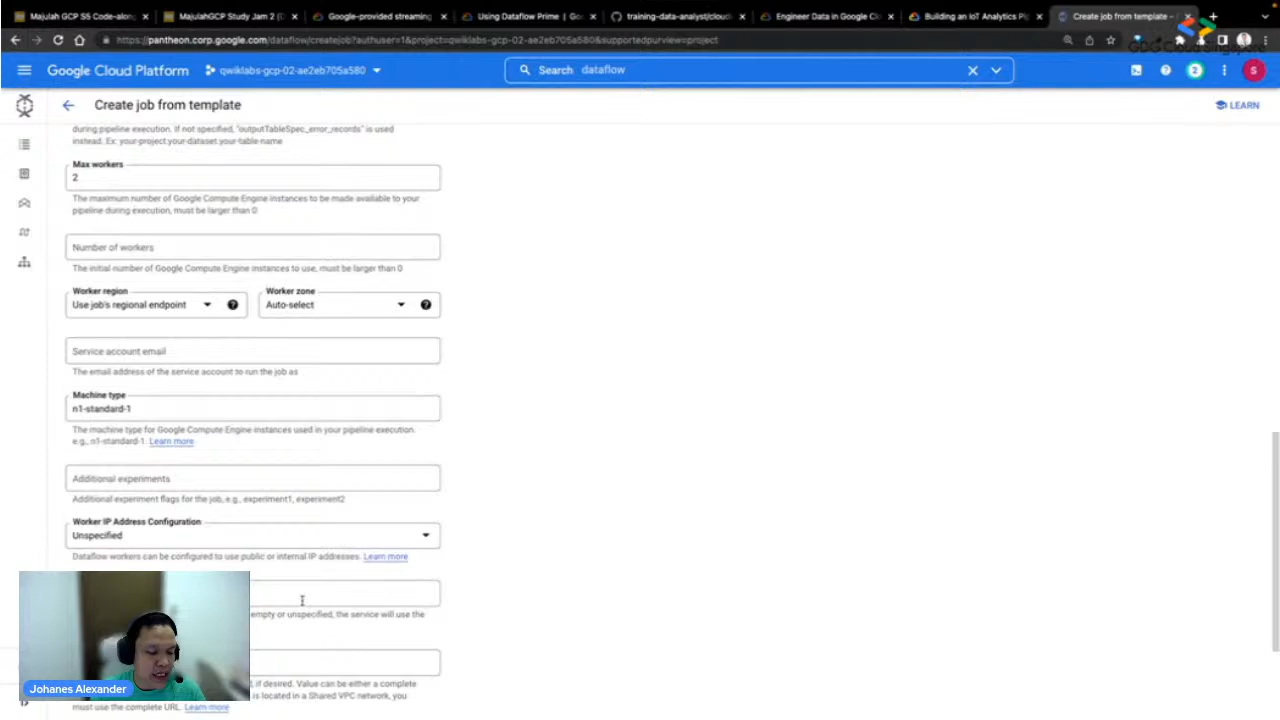 Majulah GCP S5 Code-along
MajulahGCP Study Jam 2 (
Google-provided streaming
Using Dataflow Prime | Goo
training-data-analyst/cloud
Engineer Data in Google Cl
Building an IoT Analytics Pi
Create job from template –
https://pantheon.corp.google.com/dataflow/createjob?authuser=1&project=qwiklabs-gcp-02-ae2eb705a580&supportedpurview=project
Google Cloud Platform
qwiklabs-gcp-02-ae2eb705a580
Search dataflow
2
S
Create job from template
LEARN
during pipeline execution. If not specified, "outputTableSpec_error_records" is used
instead. Ex: your-project:your-dataset.your-table-name
Max workers
2
The maximum number of Google Compute Engine instances to be made available to your
pipeline during execution, must be larger than 0
Number of workers
The initial number of Google Compute Engine instances to use, must be larger than 0
Worker region
Use job's regional endpoint
Worker zone
Auto-select
Service account email
The email address of the service account to run the job as
Machine type
n1-standard-1
The machine type for Google Compute Engine instances used in your pipeline execution.
e.g., n1-standard-1. Learn more
Additional experiments
Additional experiment flags for the job, e.g., experiment1, experiment2
Worker IP Address Configuration
Unspecified
Dataflow workers can be configured to use public or internal IP addresses. Learn more
empty or unspecified, the service will use the
, if desired. Value can be either a complete
is located in a Shared VPC network, you
must use the complete URL. Learn more
Johanes Alexander